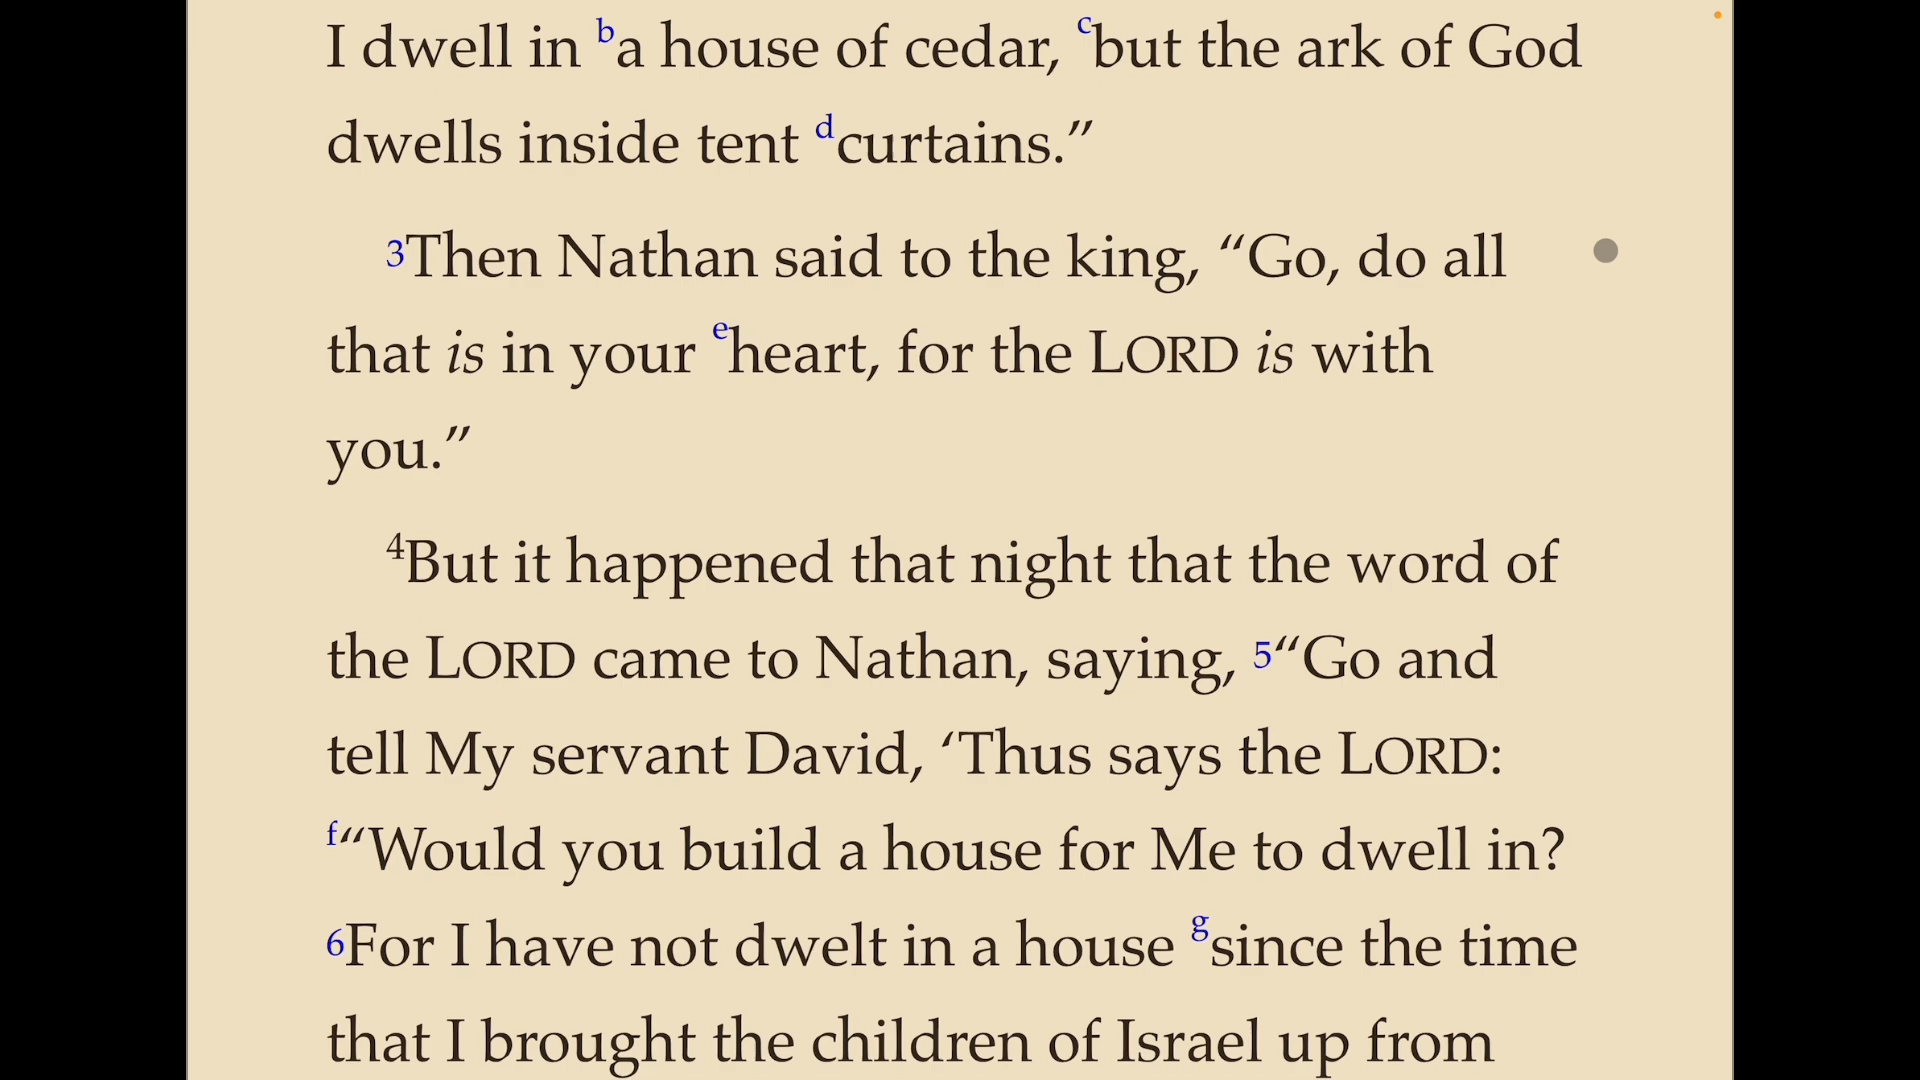 I dwell in ba house of cedar, cbut the ark of God
dwells inside tent dcurtains.”
3Then Nathan said to the king, “Go, do all
that is in your eheart, for the LORD is with
you.”
4But it happened that night that the word of
the LORD came to Nathan, saying, 5“Go and
tell My servant David, ‘Thus says the LORD:
f“Would you build a house for Me to dwell in?
6For I have not dwelt in a house gsince the time
that I brought the children of Israel up from